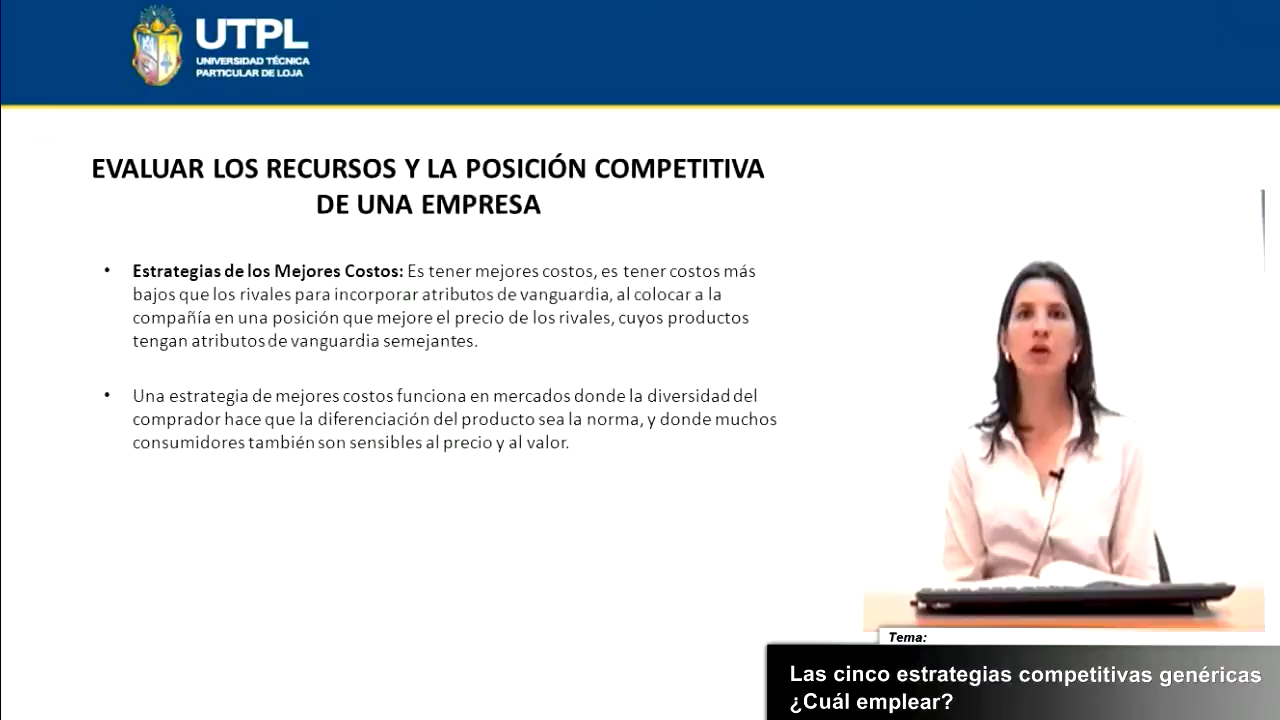 UTPL
UNIVERSIDAD TÉCNICA
PARTICULAR DE LOJA
EVALUAR LOS RECURSOS Y LA POSICIÓN COMPETITIVA
DE UNA EMPRESA
• Estrategias de los Mejores Costos: Es tener mejores costos, es tener costos más
bajos que los rivales para incorporar atributos de vanguardia, al colocar a la
compañía en una posición que mejore el precio de los rivales, cuyos productos
tengan atributos de vanguardia semejantes.
• Una estrategia de mejores costos funciona en mercados donde la diversidad del
comprador hace que la diferenciación del producto sea la norma, y donde muchos
consumidores también son sensibles al precio y al valor.
Tema:
Las cinco estrategias competitivas genéricas
¿Cuál emplear?